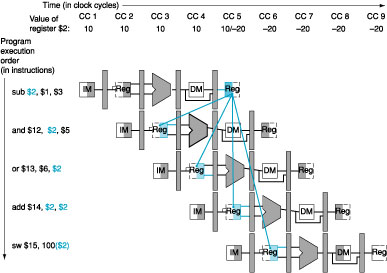 Time (in clock cycles)
Value of register $2:
CC 1 CC 2 CC 3 CC 4 CC 5 CC 6 CC 7 CC 8 CC 9
10 10 10 10 10/–20 –20 –20 –20 –20
Program
execution
order
(in instructions)
sub $2, $1, $3
IM Reg DM Reg
and $12, $2, $5
IM Reg DM Reg
or $13, $6, $2
IM Reg DM Reg
add $14, $2, $2
IM Reg DM Reg
sw $15, 100($2)
IM Reg DM Reg